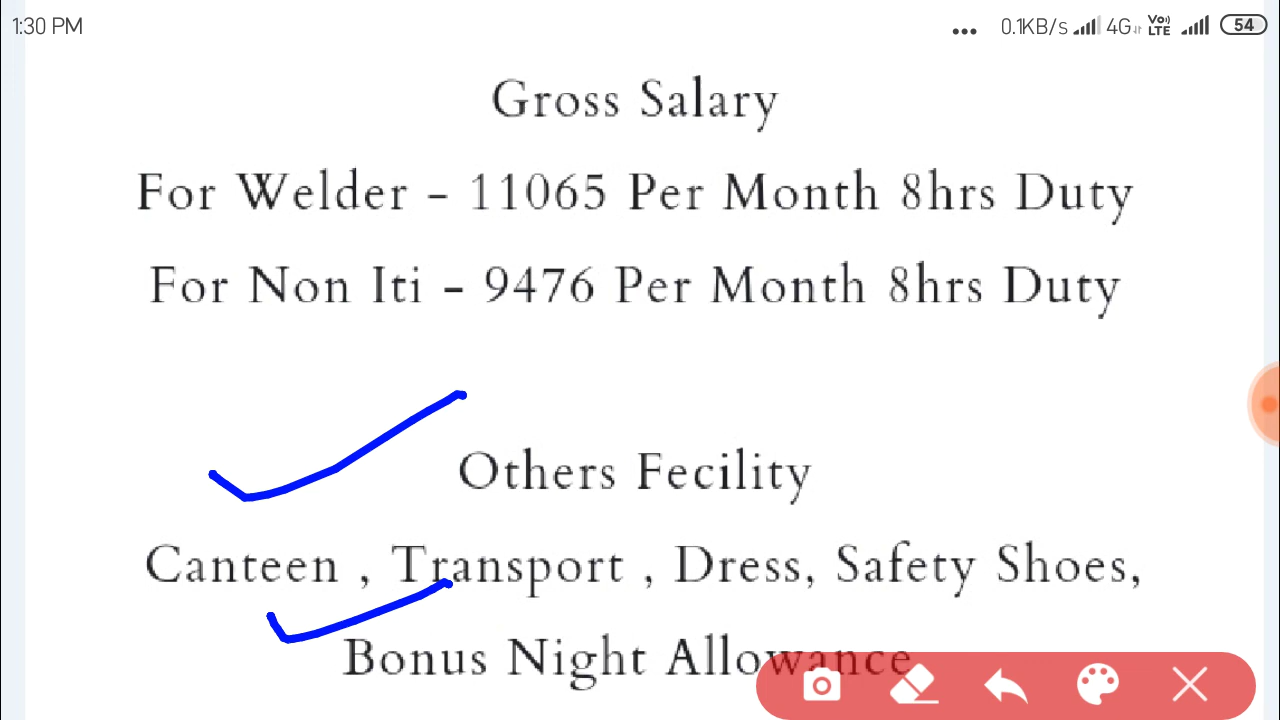 1:30 PM
... 0.1KB/s 4G Vo) LTE 54
Gross Salary
For Welder - 11065 Per Month 8hrs Duty
For Non Iti - 9476 Per Month 8hrs Duty
Others Fecility
Canteen , Transport , Dress, Safety Shoes,
Bonus Night Allowance